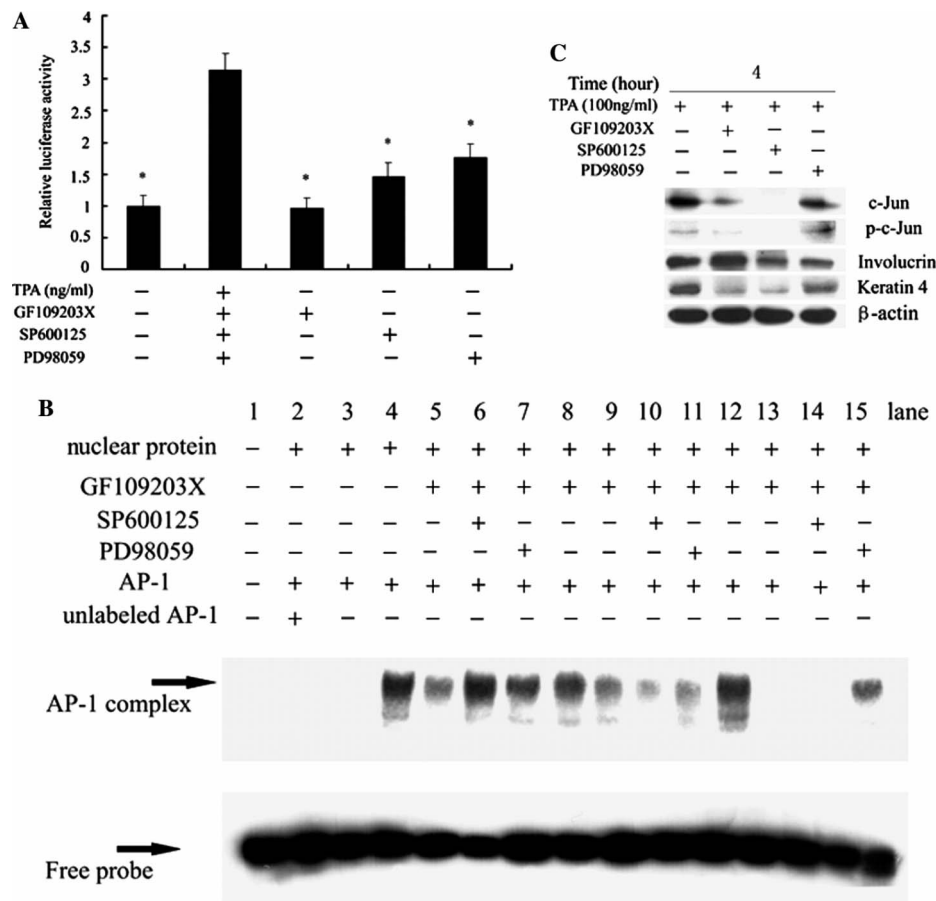 A
Relative luciferase activity
4
3.5
3
2.5
2
1.5
1
0.5
0
* * * *
TPA (ng/ml) – + – – –
GF109203X – + + – –
SP600125 – + – + –
PD98059 – + – – +
C
Time (hour) 4
TPA (100ng/ml) + + + +
GF109203X – + – –
SP600125 – – + –
PD98059 – – – +
c-Jun
p-c-Jun
Involucrin
Keratin 4
β-actin
B
1 2 3 4 5 6 7 8 9 10 11 12 13 14 15 lane
nuclear protein – + + + + + + + + + + + + + +
GF109203X – – – – + + + + + + + + + + +
SP600125 – – – – – + – – – + – – – + –
PD98059 – – – – – – + – – – + – – – +
AP-1 – + + + + + + + + + + + + + +
unlabeled AP-1 – + – – – – – – – – – – – – –
AP-1 complex
Free probe